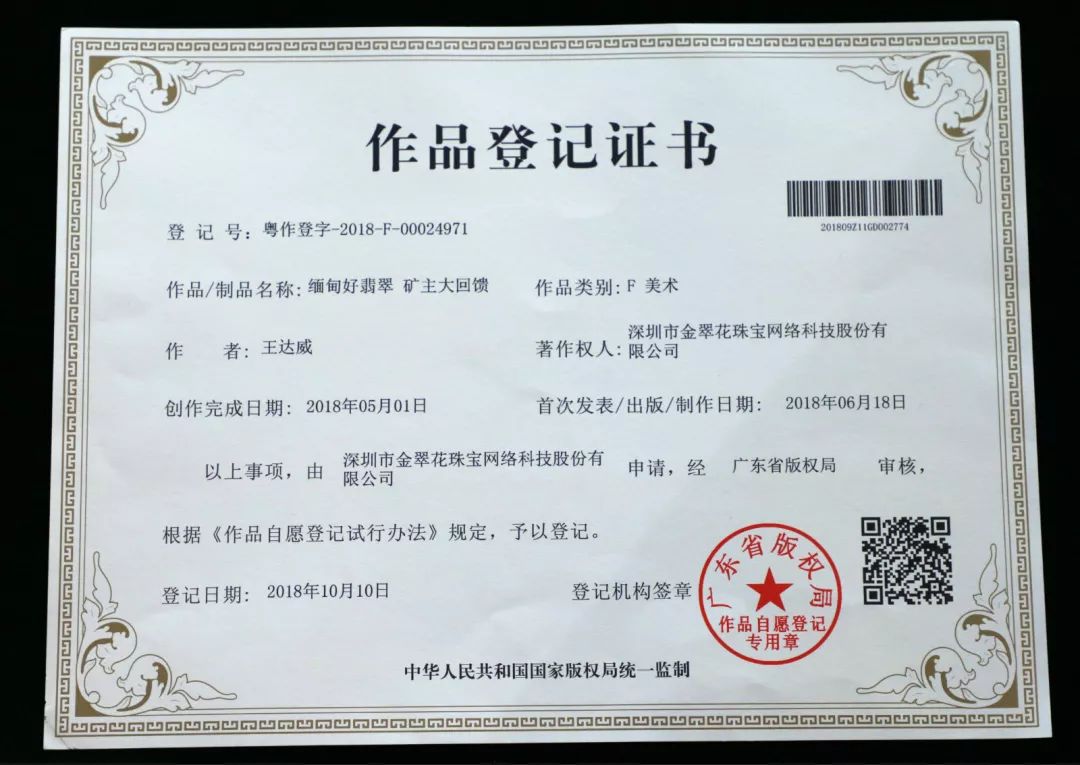 作品登记证书
201809Z11GD002774
登 记 号：粤作登字-2018-F-00024971
作品/制品名称：缅甸好翡翠 矿主大回馈 作品类别：F 美术
作 者：王达威 著作权人：深圳市金翠花珠宝网络科技股份有
限公司
创作完成日期：2018年05月01日 首次发表/出版/制作日期：2018年06月18日
以上事项，由 深圳市金翠花珠宝网络科技股份有 申请，经 广东省版权局 审核，
限公司
根据《作品自愿登记试行办法》规定，予以登记。
登记日期：2018年10月10日 登记机构签章
广东省版权局
作品自愿登记
专用章
中华人民共和国国家版权局统一监制